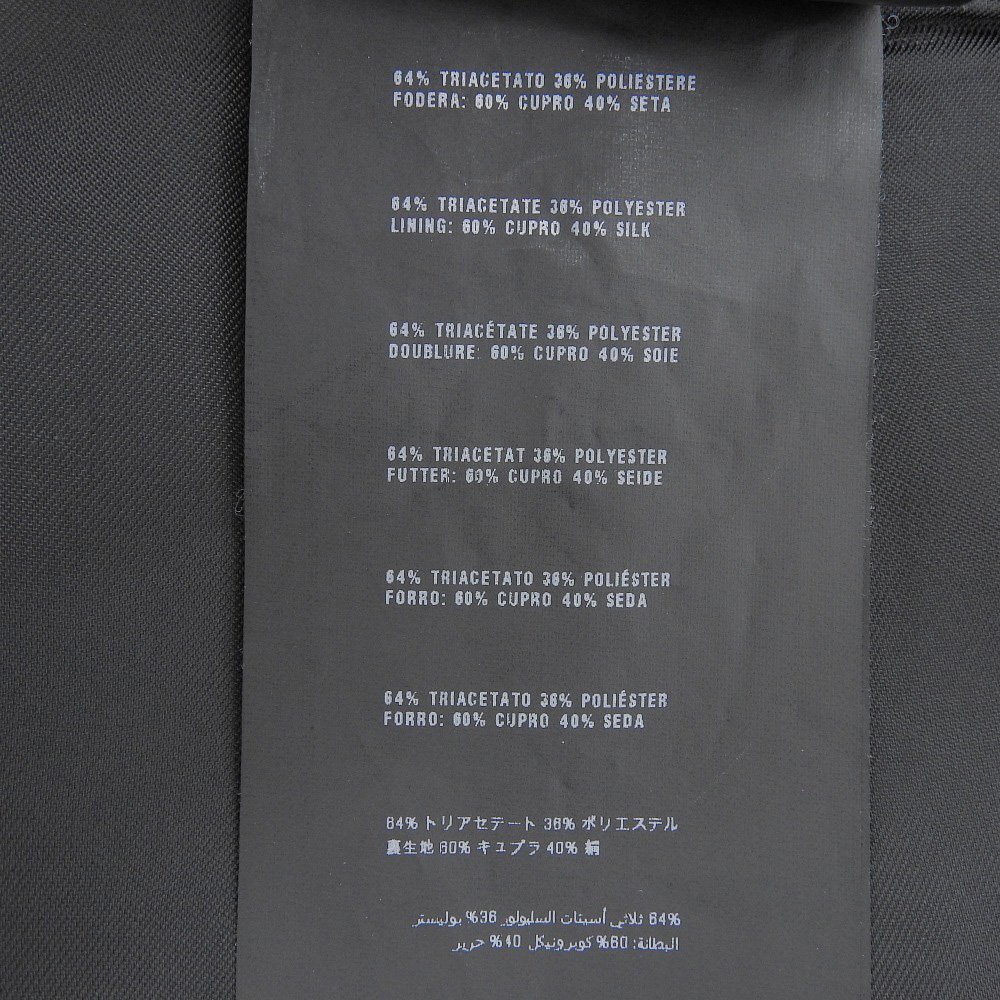 64% TRIACETATO 36% POLIESTERE
FODERA: 60% CUPRO 40% SETA
64% TRIACETATE 36% POLYESTER
LINING: 60% CUPRO 40% SILK
64% TRIACÉTATE 36% POLYESTER
DOUBLURE: 60% CUPRO 40% SOIE
64% TRIACETAT 36% POLYESTER
FUTTER: 60% CUPRO 40% SEIDE
64% TRIACETATO 36% POLIÉSTER
FORRO: 60% CUPRO 40% SEDA
64% TRIACETATO 36% POLIÉSTER
FORRO: 60% CUPRO 40% SEDA
64% トリアセテート 36% ポリエステル
裏生地 60% キュプラ 40% 絹
64% ثلاثي أسيتات السليولوز 36% بوليستر
البطانة: 60% كوبرونيكل 40% حرير